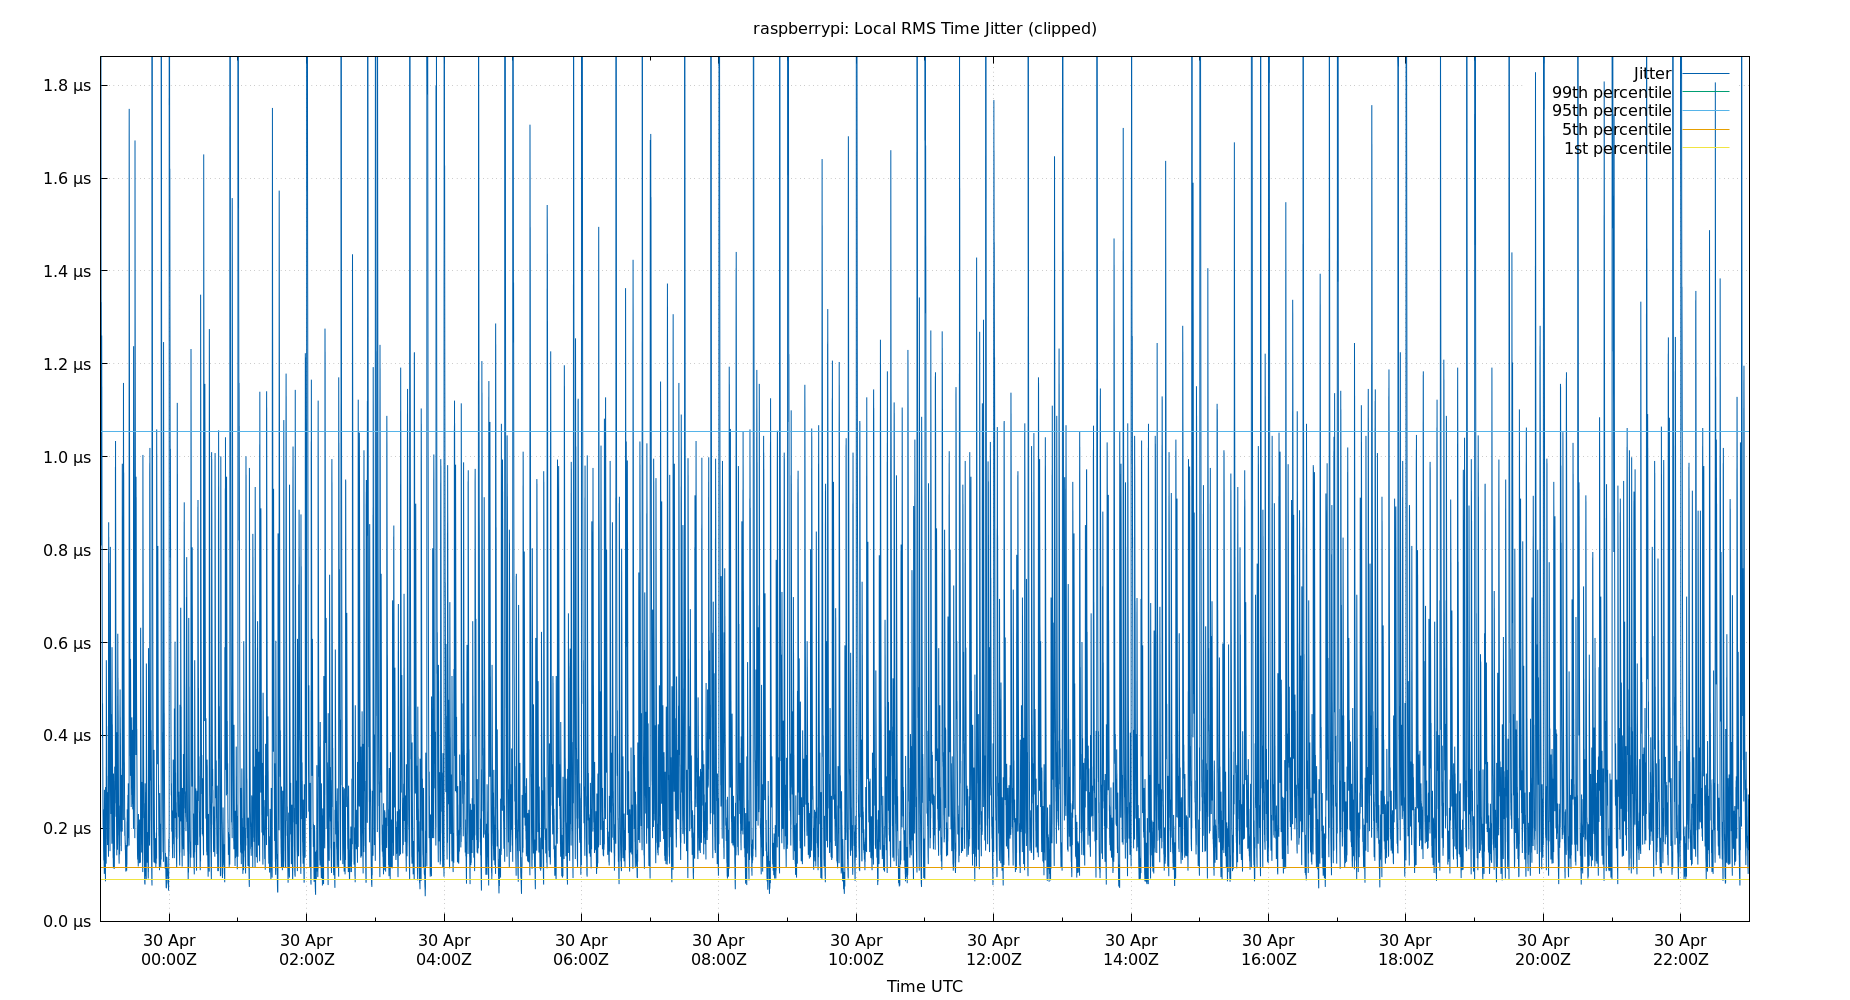 raspberrypi: Local RMS Time Jitter (clipped)
Jitter
99th percentile
95th percentile
5th percentile
1st percentile
1.8 μs
1.6 μs
1.4 μs
1.2 μs
1.0 μs
0.8 μs
0.6 μs
0.4 μs
0.2 μs
0.0 μs
30 Apr 30 Apr 30 Apr 30 Apr 30 Apr 30 Apr 30 Apr 30 Apr 30 Apr 30 Apr 30 Apr 30 Apr
00:00Z 02:00Z 04:00Z 06:00Z 08:00Z 10:00Z 12:00Z 14:00Z 16:00Z 18:00Z 20:00Z 22:00Z
Time UTC